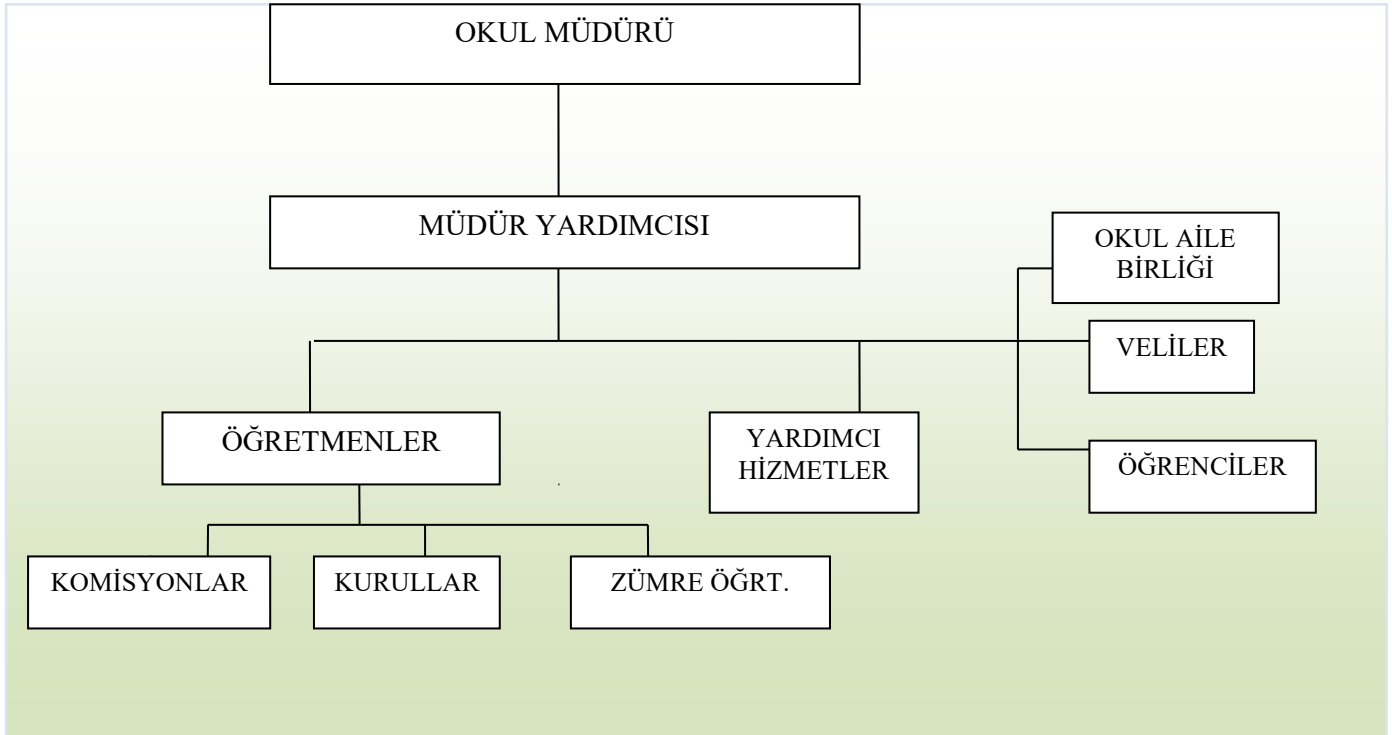 OKUL MÜDÜRÜ
MÜDÜR YARDIMCISI
OKUL AİLE
BİRLİĞİ
VELİLER
ÖĞRETMENLER
YARDIMCI
HİZMETLER
ÖĞRENCİLER
KOMİSYONLAR
KURULLAR
ZÜMRE ÖĞRT.